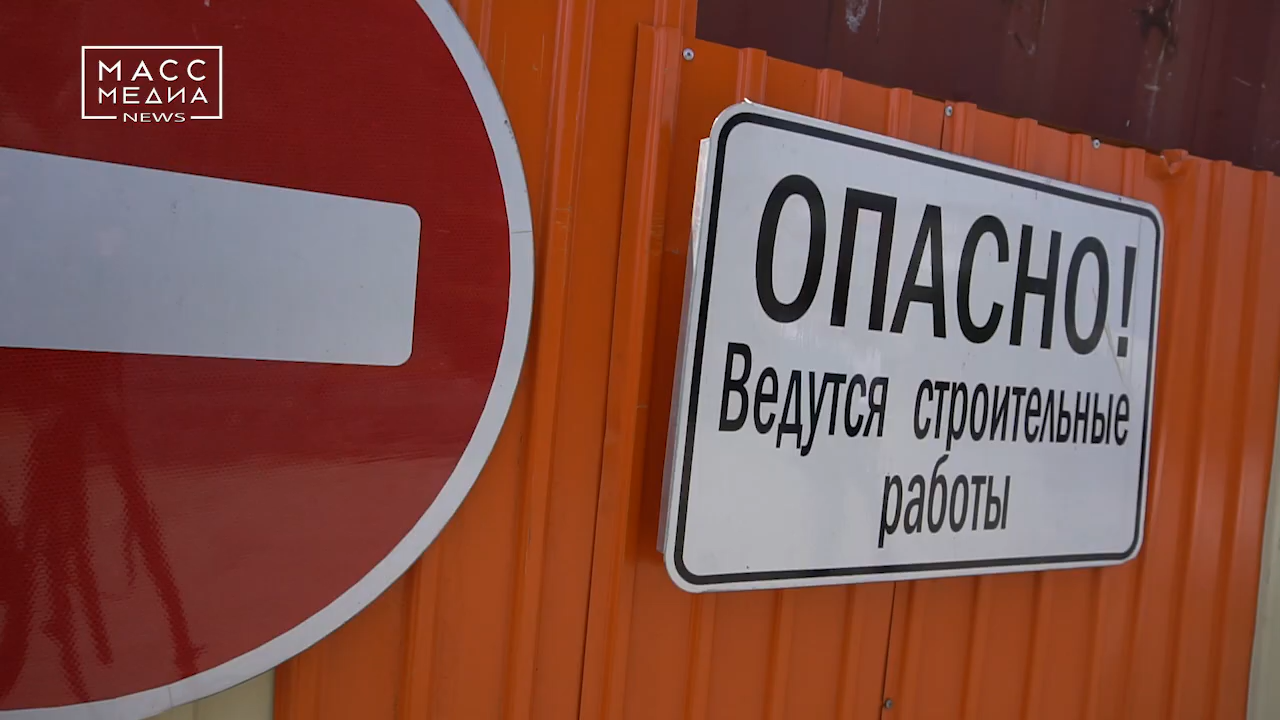 МАСС
МЕДИА
NEWS
ОПАСНО!
Ведутся строительные
работы